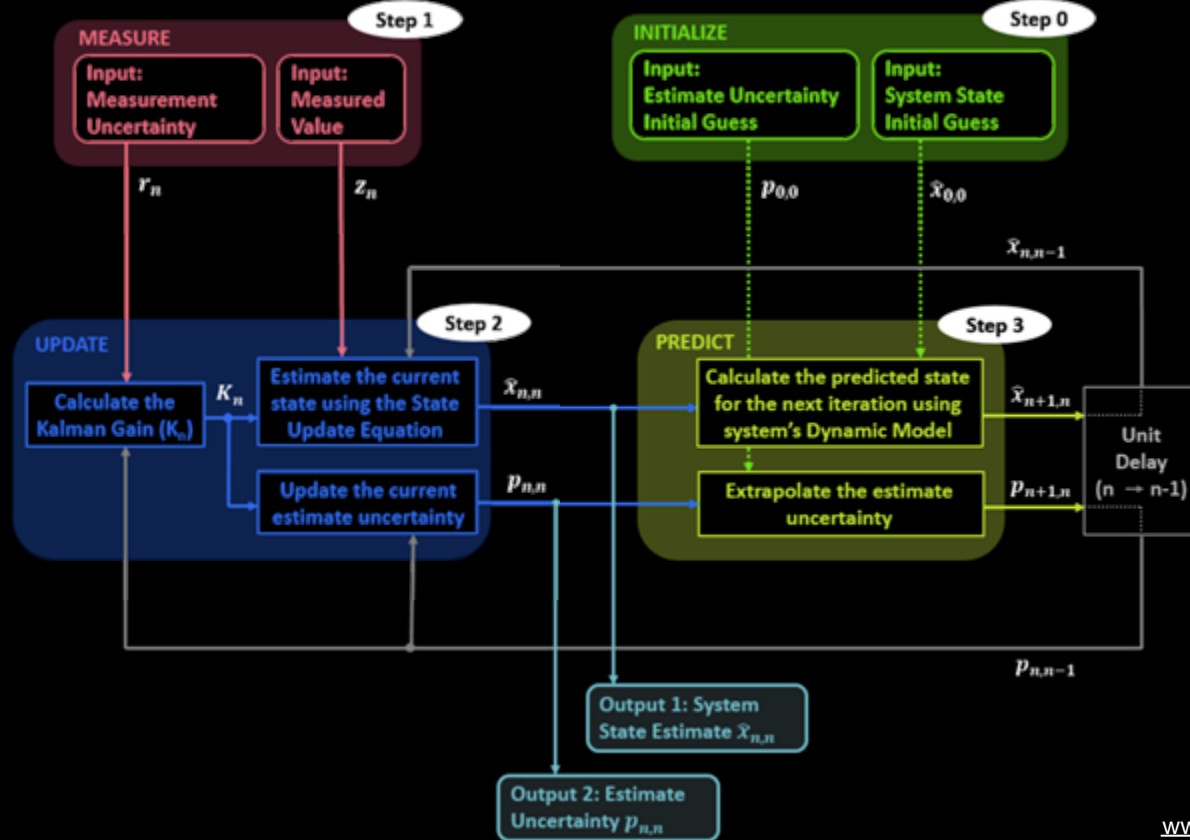 Step 1
MEASURE
Input:
Measurement
Uncertainty
Input:
Measured
Value
Step 0
INITIALIZE
Input:
Estimate Uncertainty
Initial Guess
Input:
System State
Initial Guess
rₙ
zₙ
p₀,₀
x̂₀,₀
x̂ₙ,ₙ₋₁
Step 2
UPDATE
Calculate the
Kalman Gain (Kₙ)
Kₙ
Estimate the current
state using the State
Update Equation
Update the current
estimate uncertainty
x̂ₙ,ₙ
pₙ,ₙ
Step 3
PREDICT
Calculate the predicted state
for the next iteration using
system's Dynamic Model
Extrapolate the estimate
uncertainty
x̂ₙ₊₁,ₙ
pₙ₊₁,ₙ
Unit
Delay
(n → n-1)
pₙ,ₙ₋₁
Output 1: System
State Estimate x̂ₙ,ₙ
Output 2: Estimate
Uncertainty pₙ,ₙ